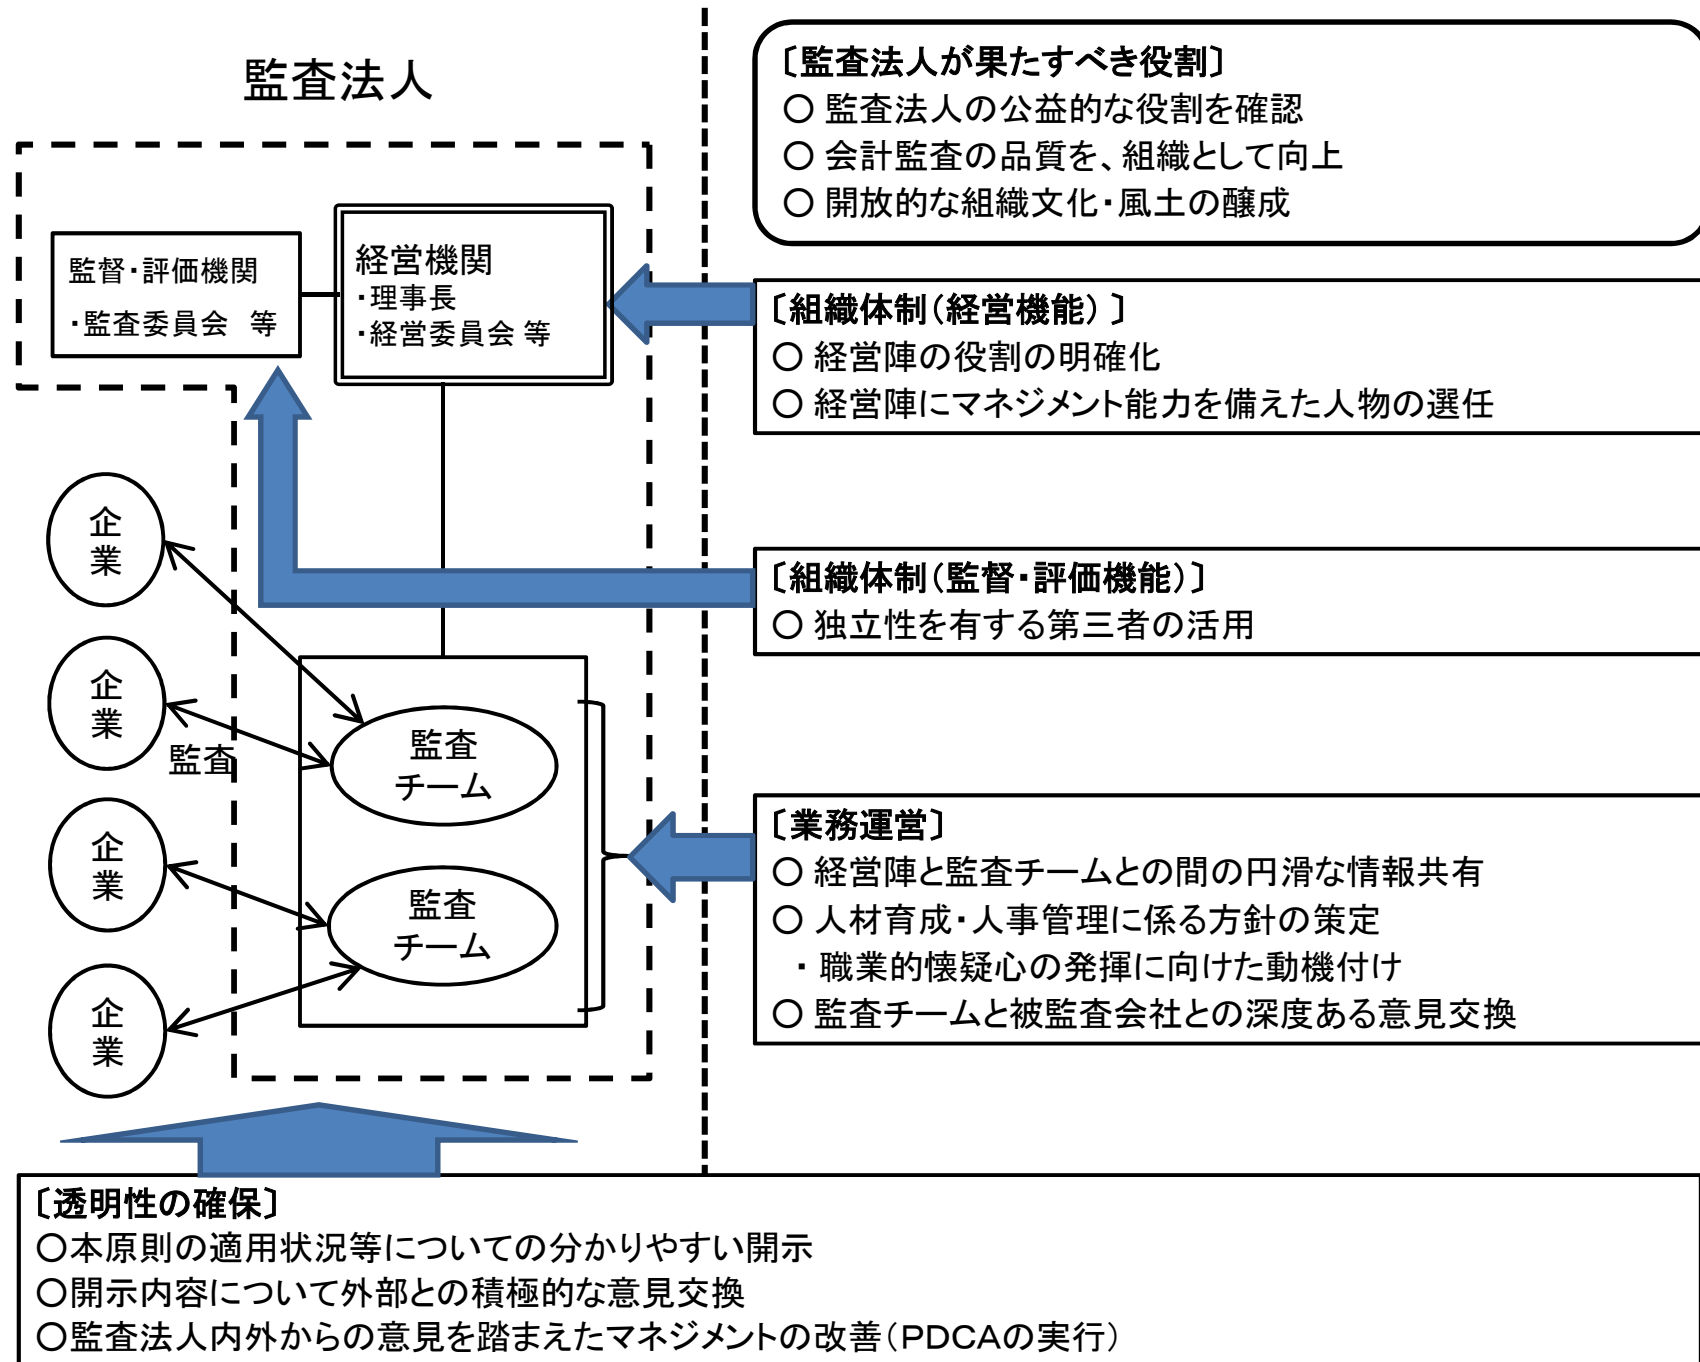 監査法人
監督・評価機関
・監査委員会　等
経営機関
・理事長
・経営委員会 等
企業
企業
監査
企業
企業
監査
チーム
監査
チーム
〔監査法人が果たすべき役割〕
○ 監査法人の公益的な役割を確認
○ 会計監査の品質を、組織として向上
○ 開放的な組織文化・風土の醸成
〔組織体制（経営機能）〕
○ 経営陣の役割の明確化
○ 経営陣にマネジメント能力を備えた人物の選任
〔組織体制（監督・評価機能）〕
○ 独立性を有する第三者の活用
〔業務運営〕
○ 経営陣と監査チームとの間の円滑な情報共有
○ 人材育成・人事管理に係る方針の策定
・ 職業的懐疑心の発揮に向けた動機付け
○ 監査チームと被監査会社との深度ある意見交換
〔透明性の確保〕
○本原則の適用状況等についての分かりやすい開示
○開示内容について外部との積極的な意見交換
○監査法人内外からの意見を踏まえたマネジメントの改善（PDCAの実行）